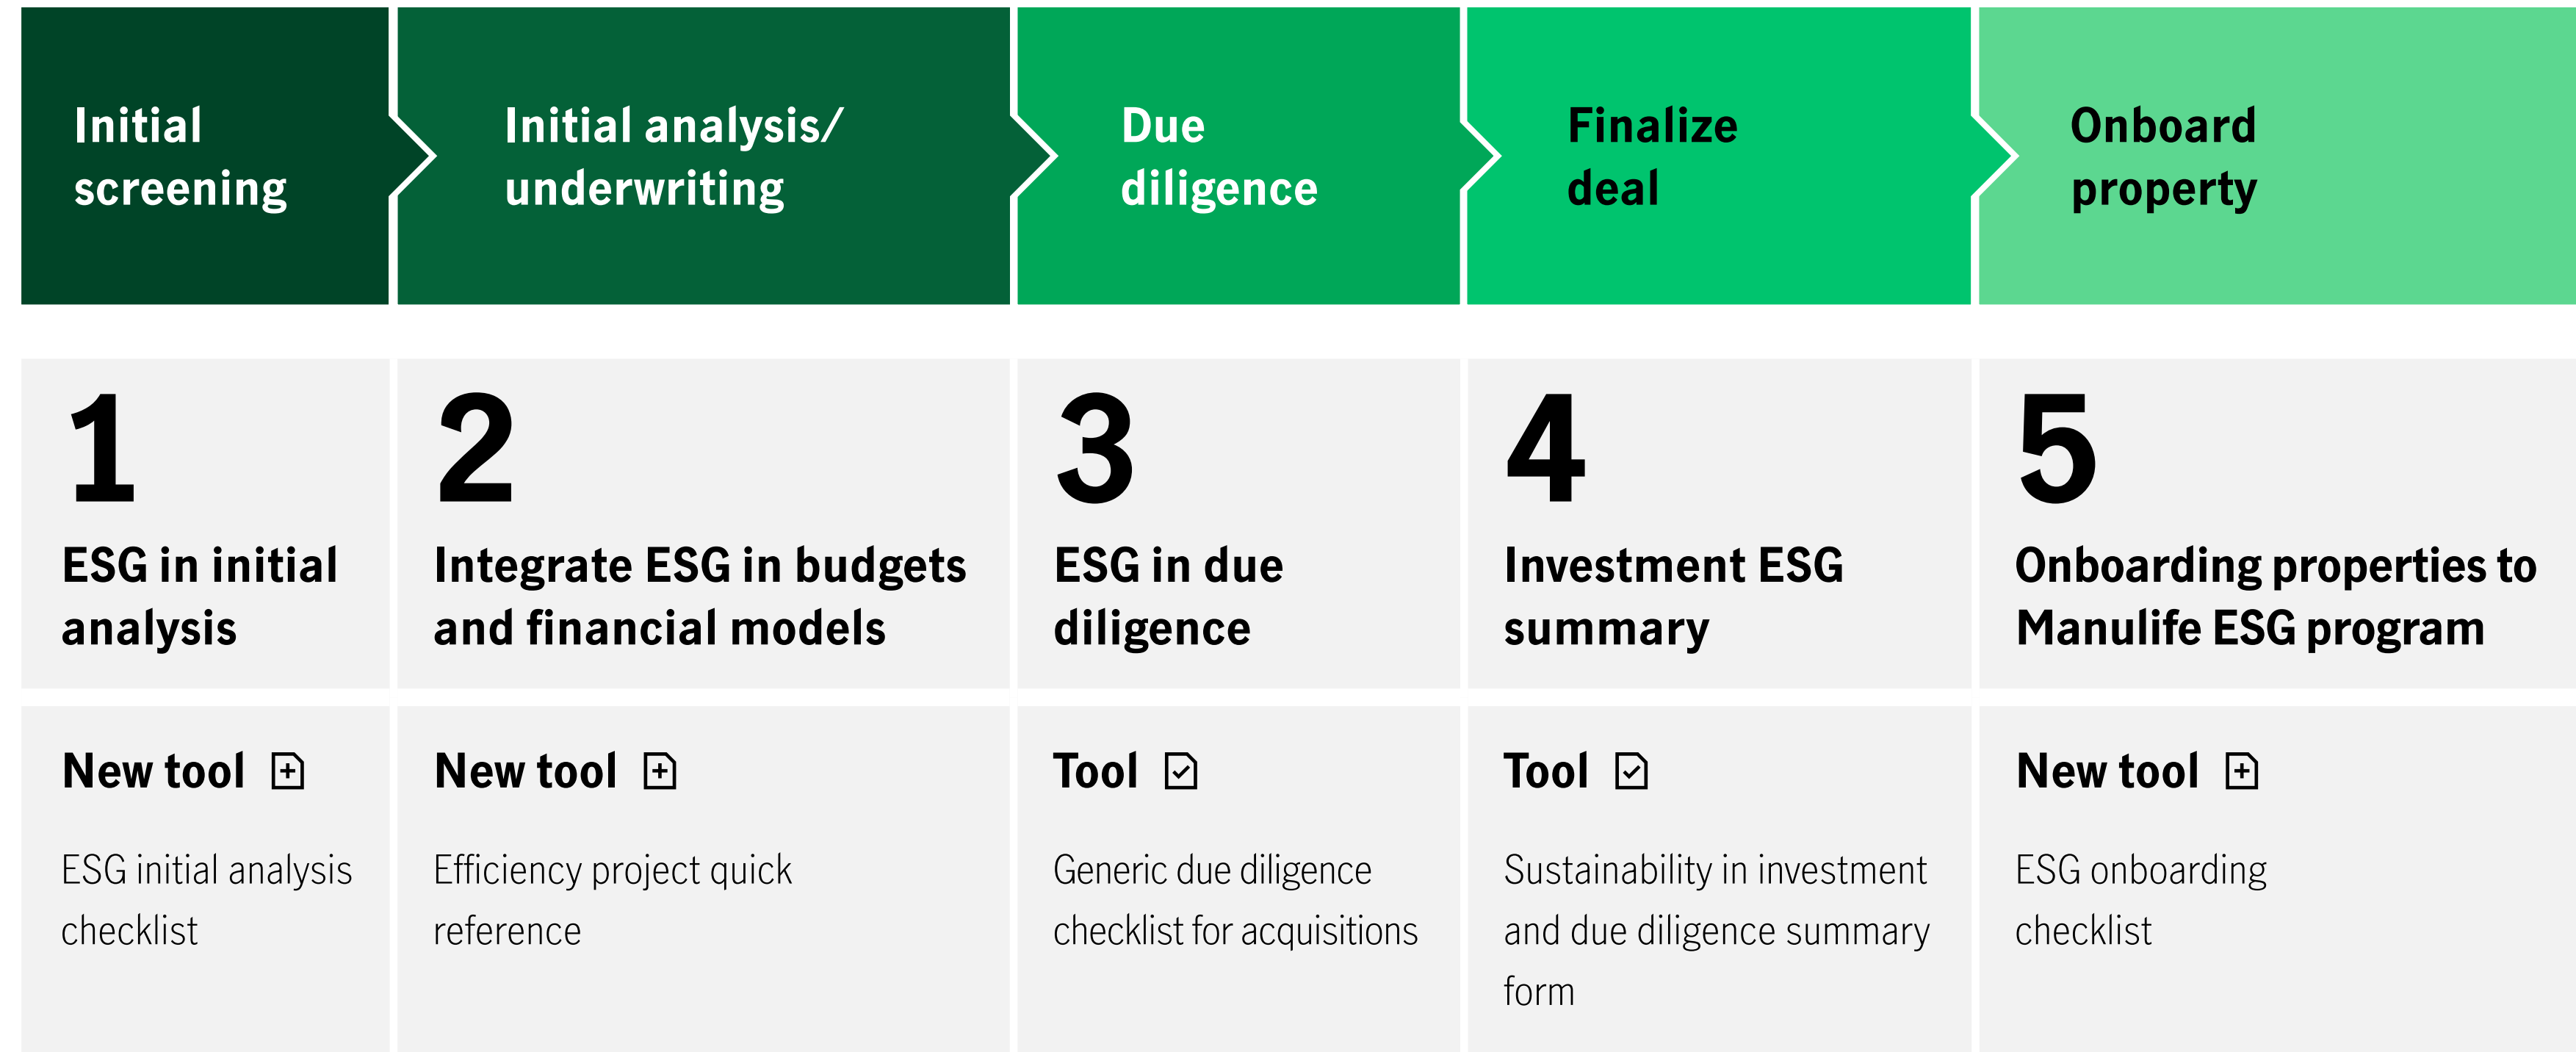 Initial
screening
Initial analysis/
underwriting
Due
diligence
Finalize
deal
Onboard
property
1
ESG in initial
analysis
2
Integrate ESG in budgets
and financial models
3
ESG in due
diligence
4
Investment ESG
summary
5
Onboarding properties to
Manulife ESG program
New tool
ESG initial analysis
checklist
New tool
Efficiency project quick
reference
Tool
Generic due diligence
checklist for acquisitions
Tool
Sustainability in investment
and due diligence summary
form
New tool
ESG onboarding
checklist